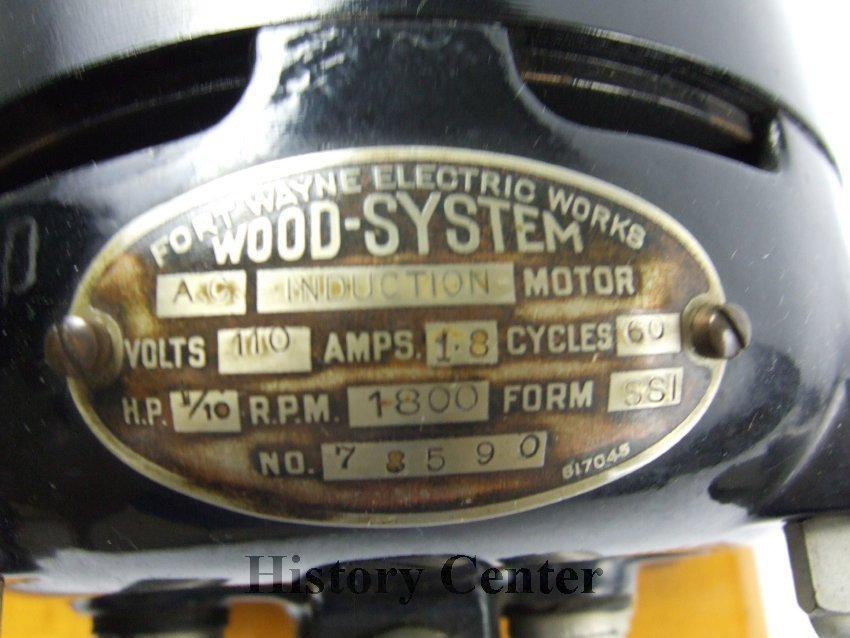 FORT WAYNE ELECTRIC WORKS
WOOD-SYSTEM
A.C. INDUCTION MOTOR
VOLTS 110 AMPS. 1.8 CYCLES 60
H.P. 1/10 R.P.M. 1800 FORM SSI
NO. 78590
517045
History Center